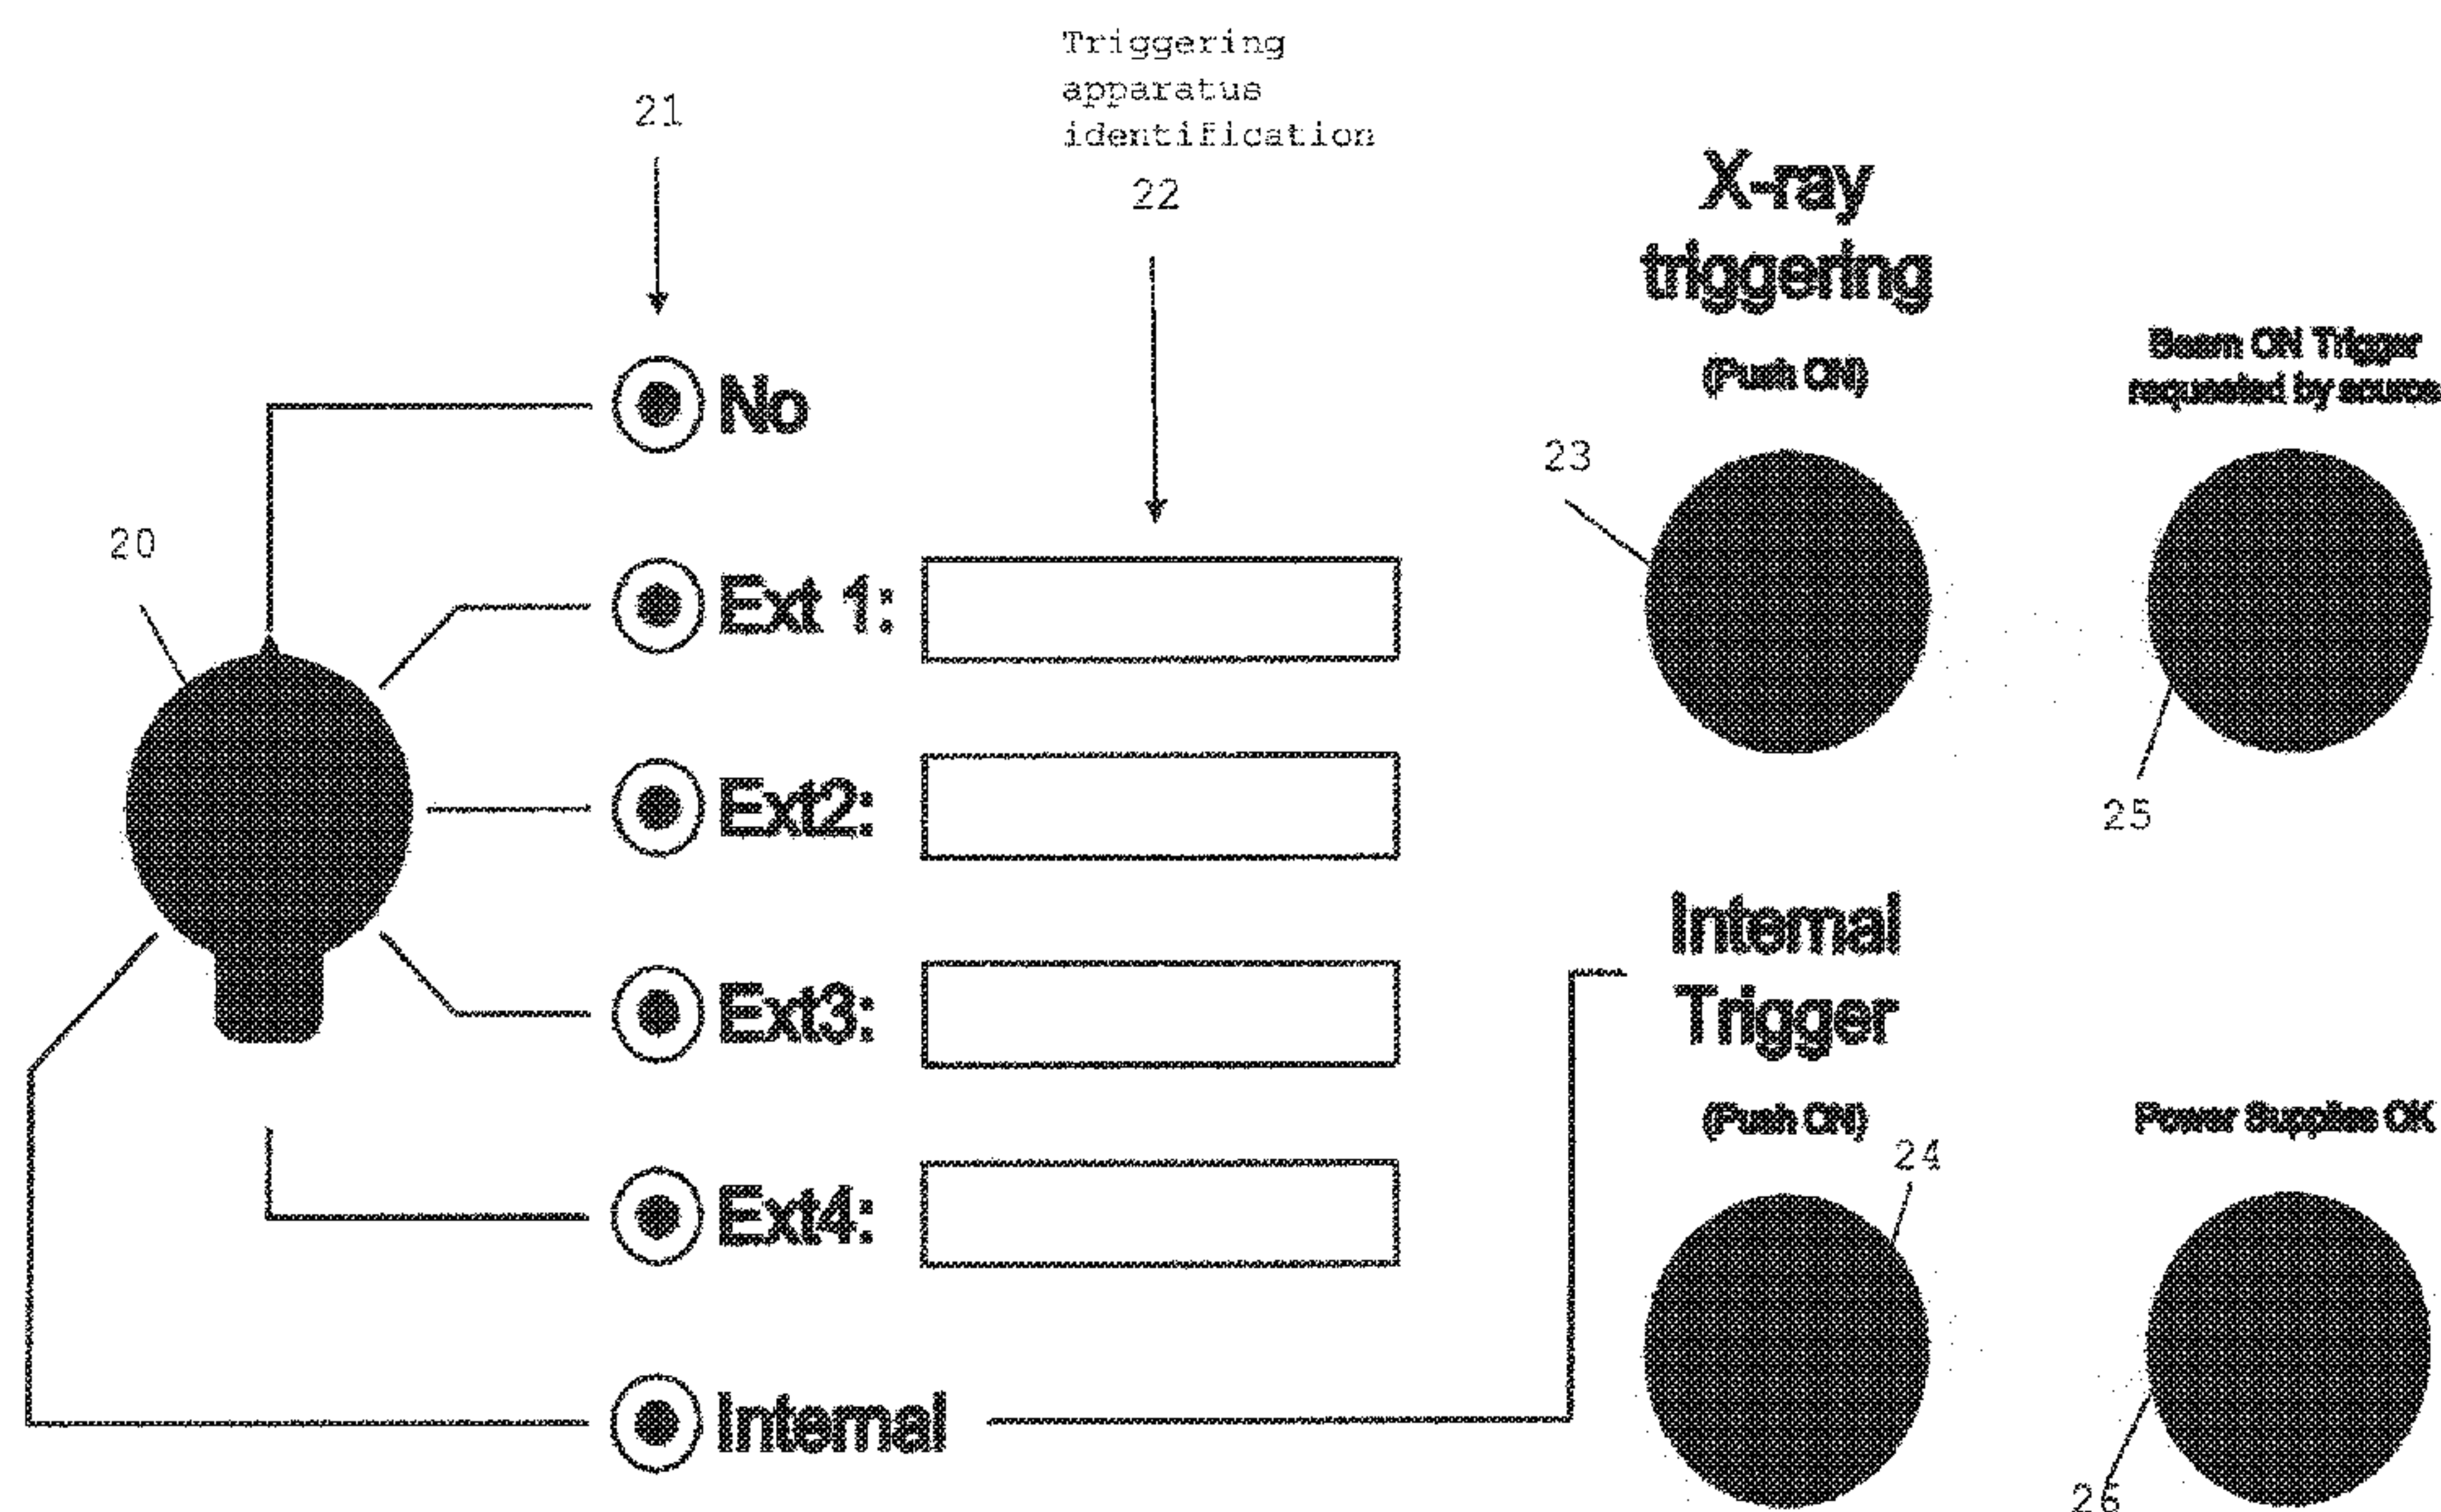 Triggering
apparatus
identification
22
21
No
20
Ext 1:
Ext2:
Ext3:
Ext4:
Internal
X-ray
triggering
(Push ON)
23
Beam ON Trigger
requested by source
25
Internal
Trigger
(Push ON)
24
Power Supplies OK
26